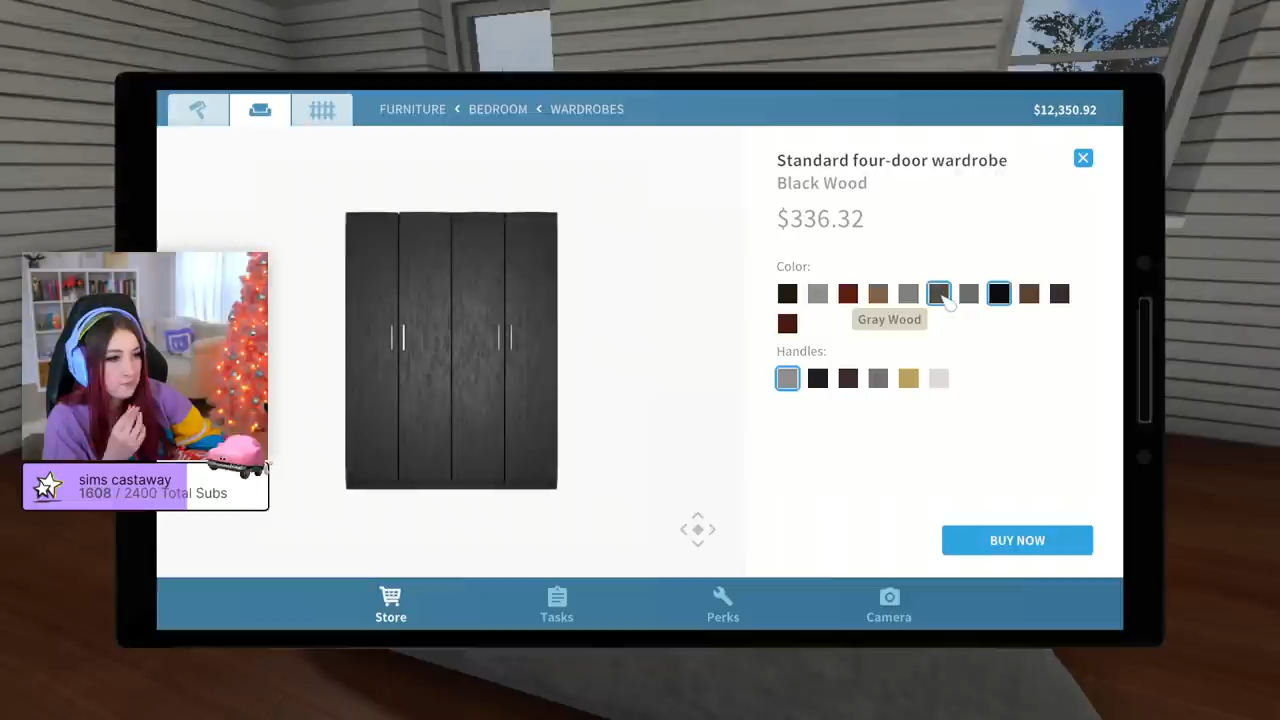 FURNITURE < BEDROOM < WARDROBES
$12,350.92
Standard four-door wardrobe
Black Wood
$336.32
Color:
Gray Wood
Handles:
BUY NOW
Store
Tasks
Perks
Camera
sims castaway
1608 / 2400 Total Subs